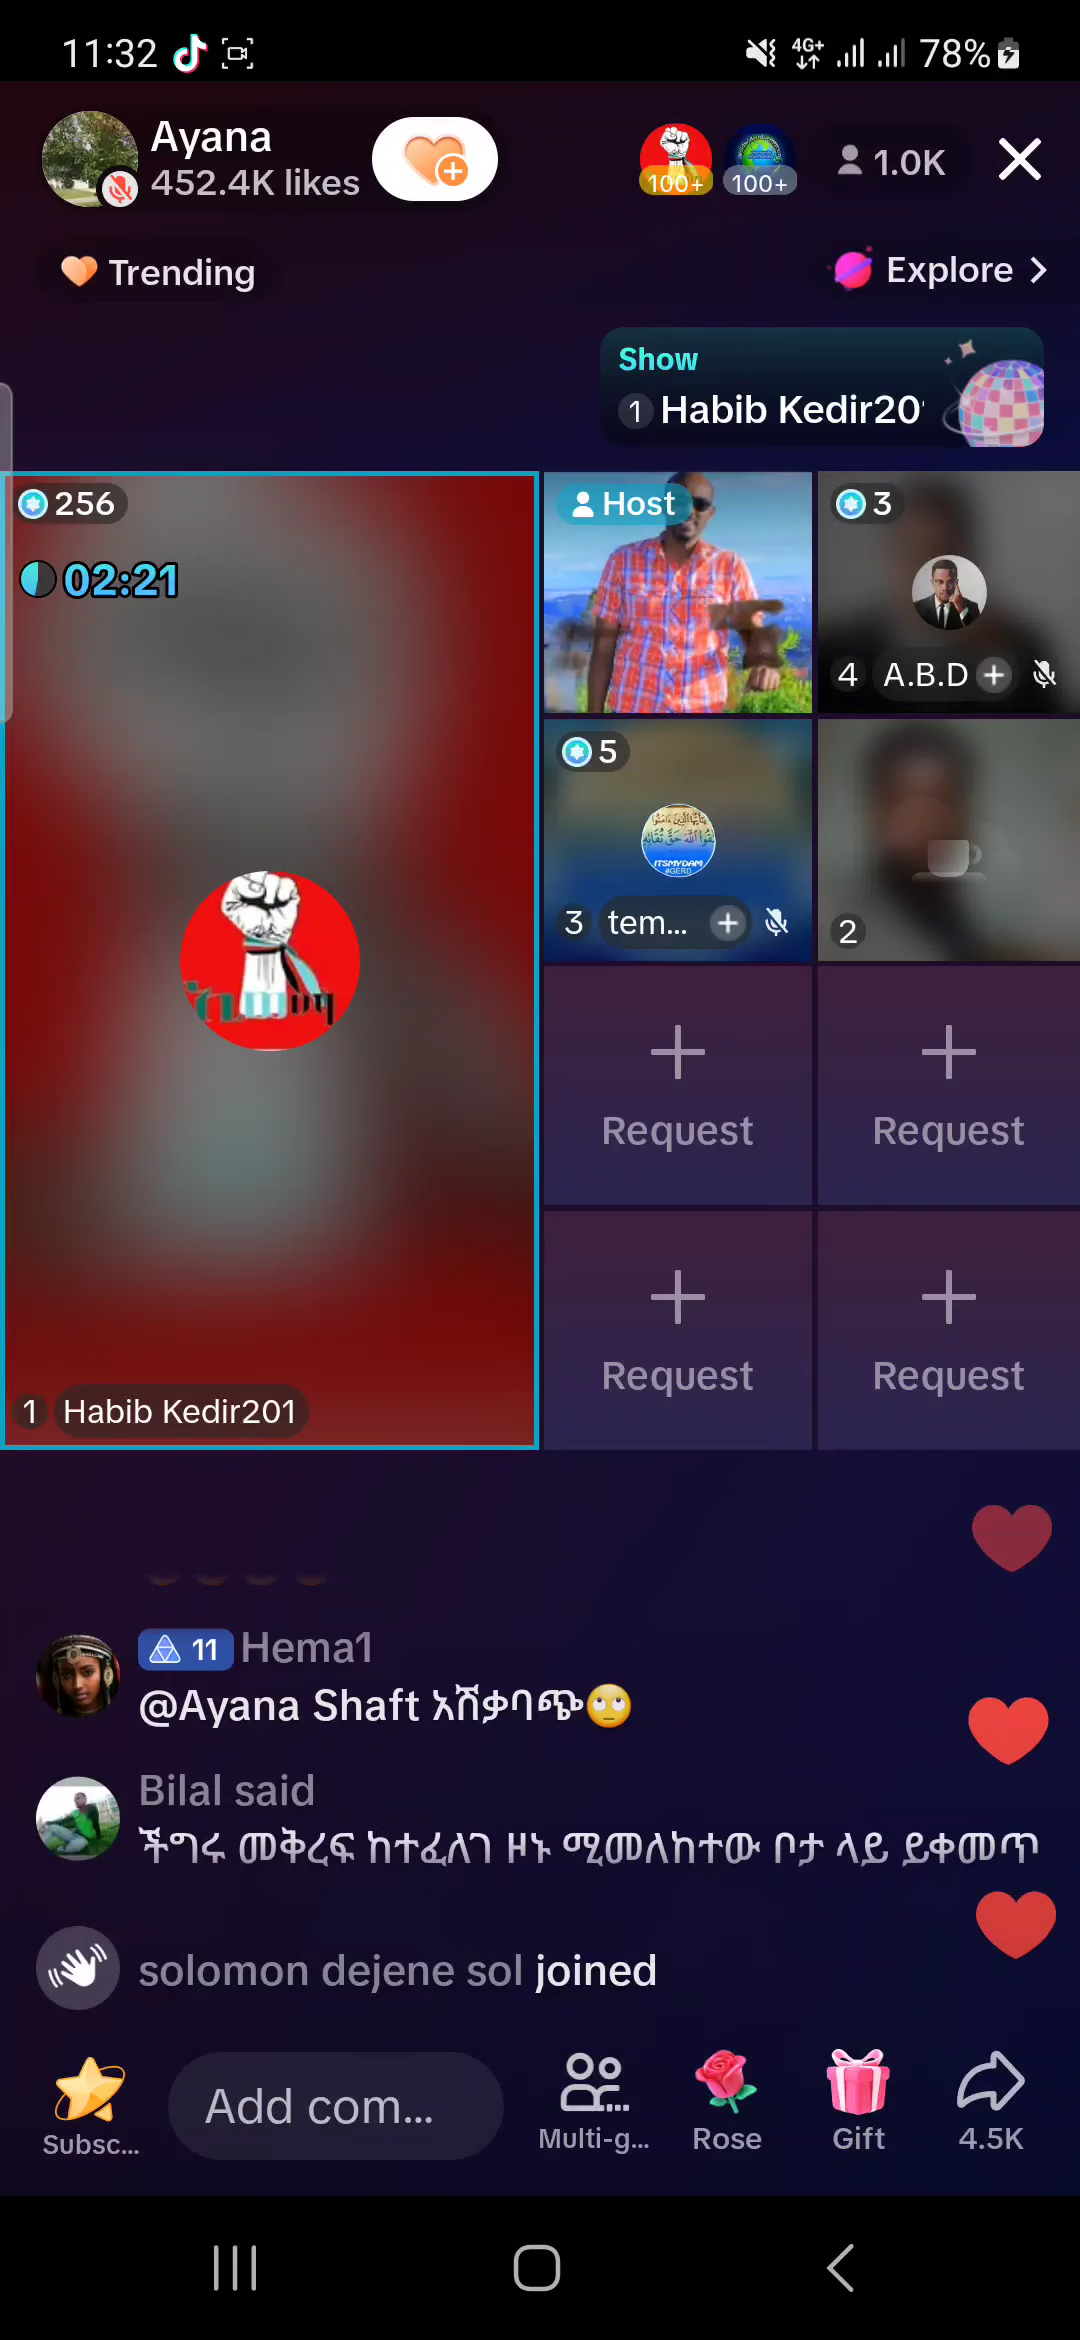 11:32
4G+
78%
Ayana
452.4K likes
100+
100+
1.0K
Trending
Explore
Show
1 Habib Kedir20
256
02:21
Host
3
4 A.B.D
5
ITSMYDAM
#GERD
3 tem...
2
Request
Request
Request
Request
1 Habib Kedir201
11 Hema1
@Ayana Shaft አሽቃባጭ🙄
Bilal said
ችግሩ መቅረፍ ከተፈለገ ዞኑ ሚመለከተው ቦታ ላይ ይቀመጥ
solomon dejene sol joined
Subsc...
Add com...
Multi-g...
Rose
Gift
4.5K